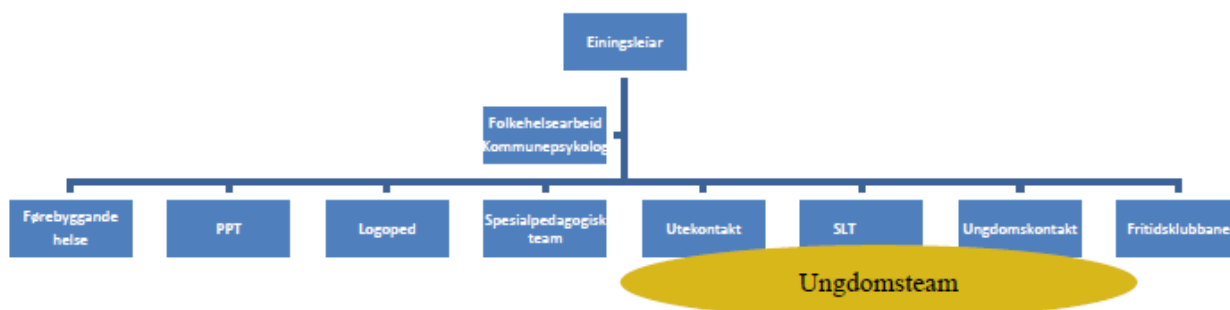 Einingsleiar
Folkehelsearbeid
Kommunepsykolog
Førebyggande
helse
PPT
Logoped
Spesialpedagogisk
team
Utekontakt
SLT
Ungdomskontakt
Fritidsklubbane
Ungdomsteam